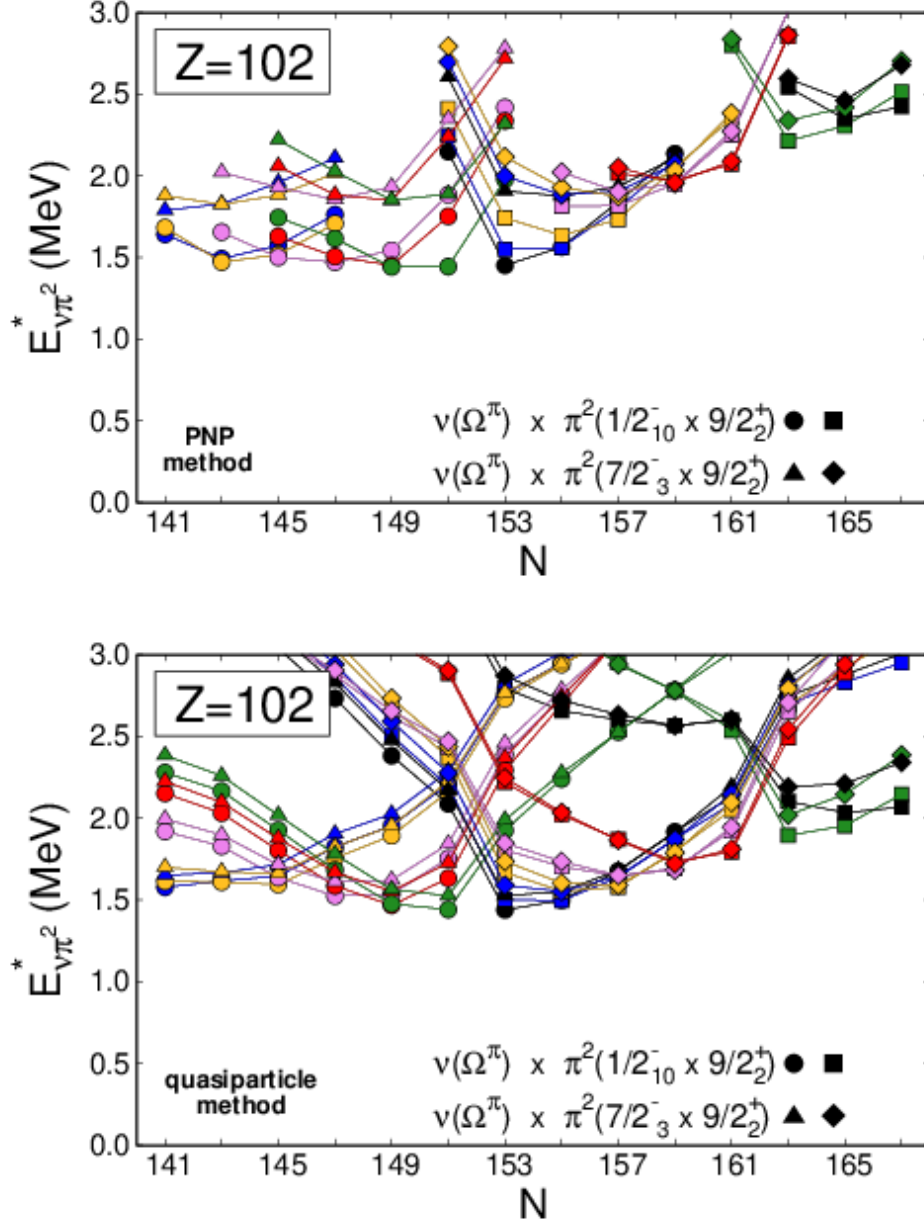 3.0
Z=102
2.5
2.0
1.5
1.0
0.5
0.0
E*νπ² (MeV)
ν(Ω^π) x π²(1/2⁻₁₀ x 9/2⁺₂)
PNP
method
ν(Ω^π) x π²(7/2⁻₃ x 9/2⁺₂)
141 145 149 153 157 161 165
N
3.0
Z=102
2.5
2.0
1.5
1.0
0.5
0.0
E*νπ² (MeV)
ν(Ω^π) x π²(1/2⁻₁₀ x 9/2⁺₂)
quasiparticle
method
ν(Ω^π) x π²(7/2⁻₃ x 9/2⁺₂)
141 145 149 153 157 161 165
N